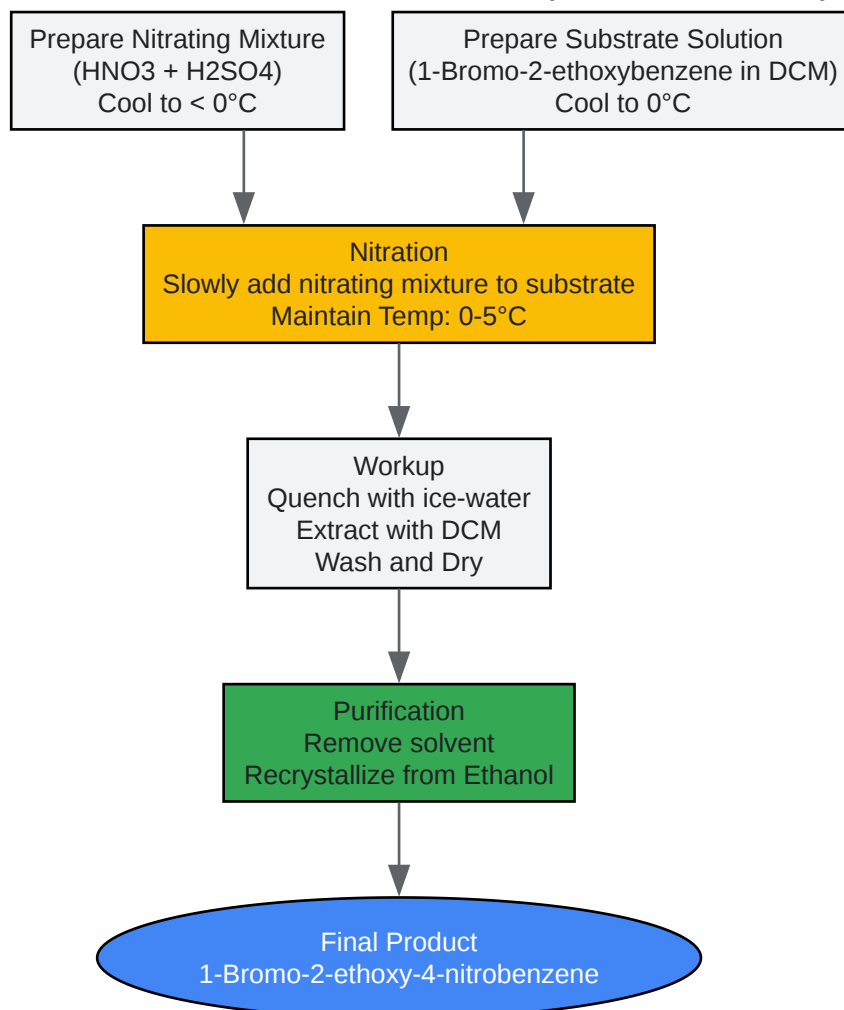 Prepare Nitrating Mixture
(HNO3 + H2SO4)
Cool to < 0°C
Prepare Substrate Solution
(1-Bromo-2-ethoxybenzene in DCM)
Cool to 0°C
Nitration
Slowly add nitrating mixture to substrate
Maintain Temp: 0-5°C
Workup
Quench with ice-water
Extract with DCM
Wash and Dry
Purification
Remove solvent
Recrystallize from Ethanol
Final Product
1-Bromo-2-ethoxy-4-nitrobenzene